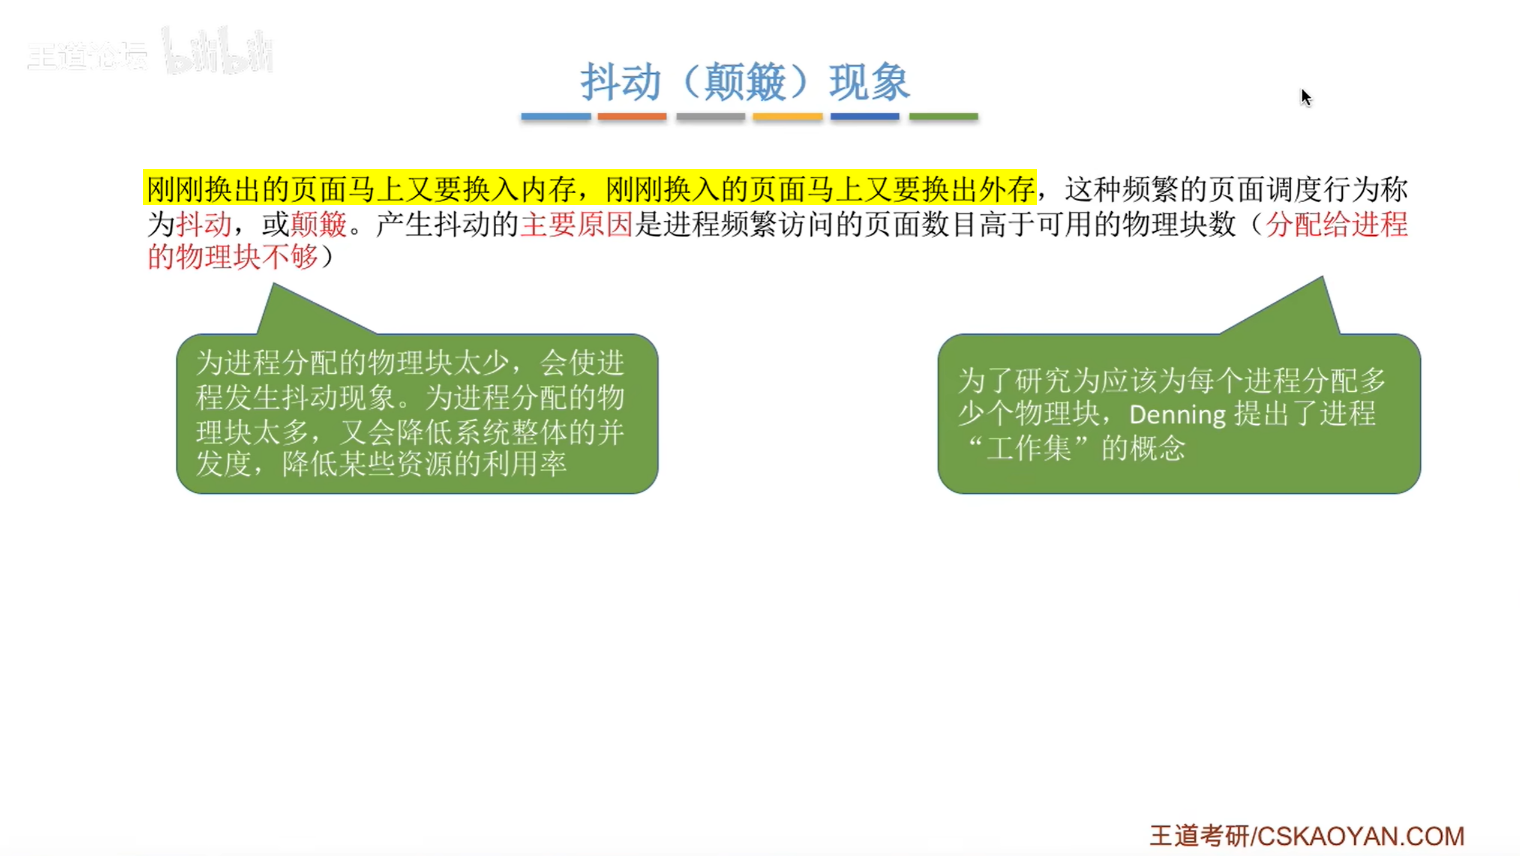 王道论坛 bilibili
抖动（颠簸）现象
刚刚换出的页面马上又要换入内存，刚刚换入的页面马上又要换出外存，这种频繁的页面调度行为称
为抖动，或颠簸。产生抖动的主要原因是进程频繁访问的页面数目高于可用的物理块数（分配给进程
的物理块不够）
为进程分配的物理块太少，会使进
程发生抖动现象。为进程分配的物
理块太多，又会降低系统整体的并
发度，降低某些资源的利用率
为了研究为应该为每个进程分配多
少个物理块，Denning 提出了进程
“工作集”的概念
王道考研/CSKAOYAN.COM